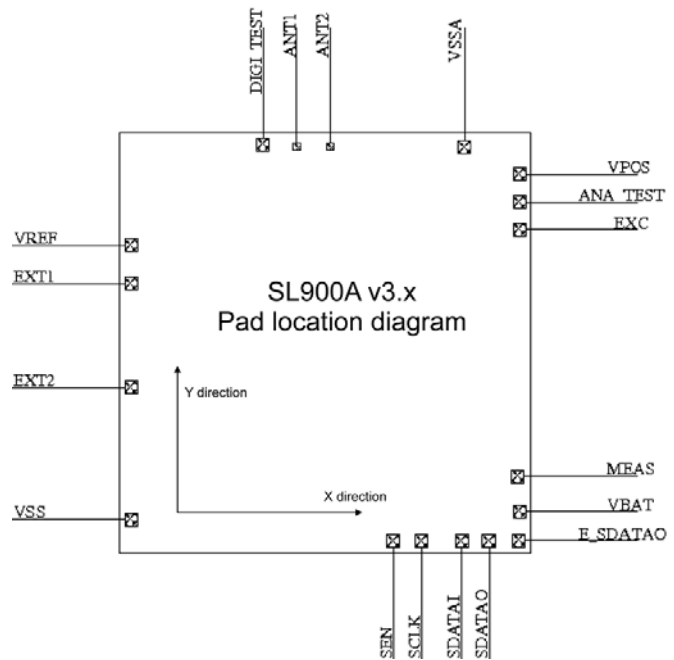 DIGI_TEST
ANT1
ANT2
VSSA
VPOS
ANA_TEST
EXC
VREF
EXT1
SL900A v3.x
Pad location diagram
EXT2
Y direction
X direction
MEAS
VSS
VBAT
E_SDATAO
SEN
SCLK
SDATAI
SDATAO